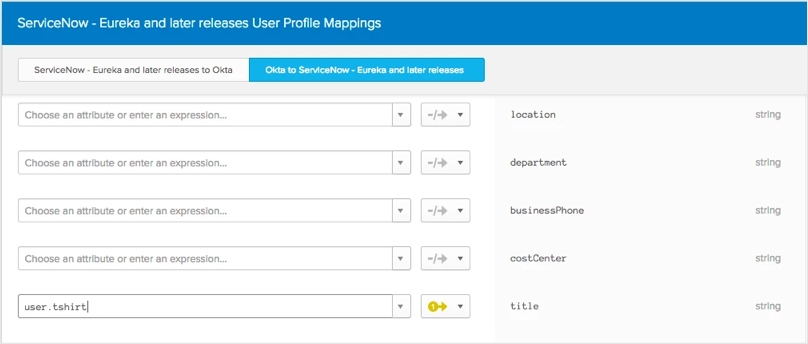 ServiceNow - Eureka and later releases User Profile Mappings
ServiceNow - Eureka and later releases to Okta Okta to ServiceNow - Eureka and later releases
Choose an attribute or enter an expression... location string
Choose an attribute or enter an expression... department string
Choose an attribute or enter an expression... businessPhone string
Choose an attribute or enter an expression... costCenter string
user.tshirt 1 title string